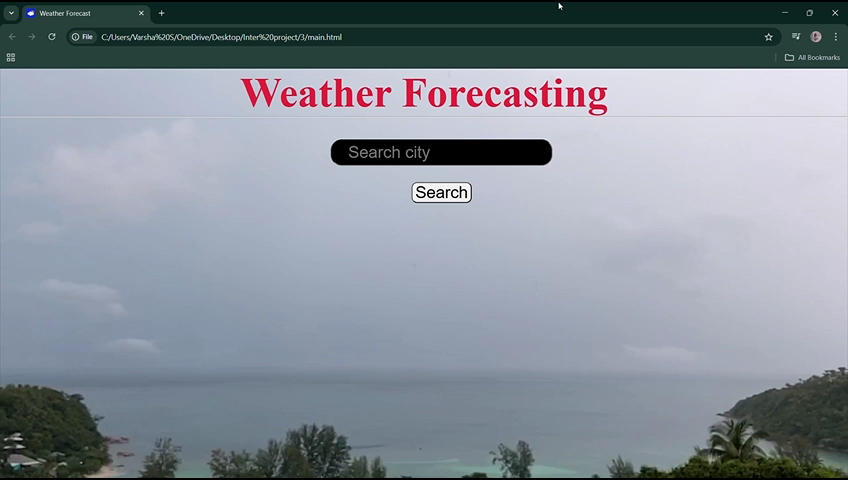 Weather Forecast
File
C:/Users/Varsha%20S/OneDrive/Desktop/Inter%20project/3/main.html
All Bookmarks
Weather Forecasting
Search city
Search